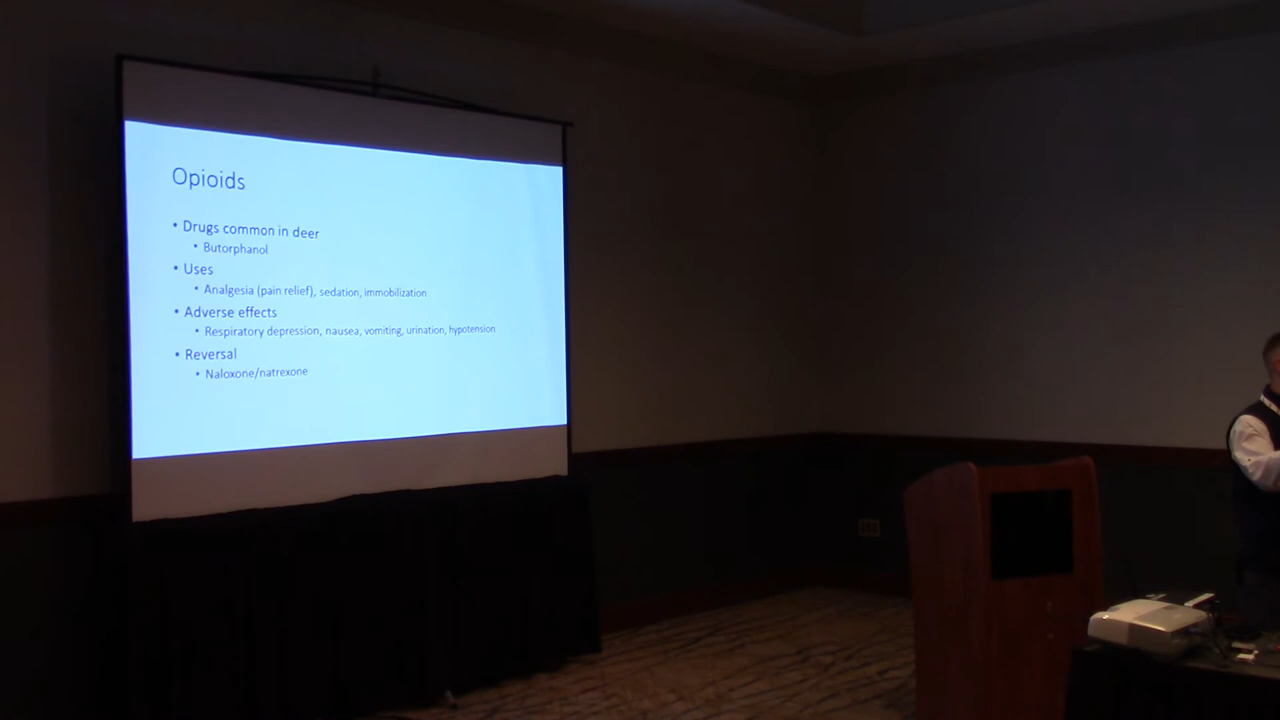 Opioids
• Drugs common in deer
• Butorphanol
• Uses
• Analgesia (pain relief), sedation, immobilization
• Adverse effects
• Respiratory depression, nausea, vomiting, urination, hypotension
• Reversal
• Naloxone/natrexone